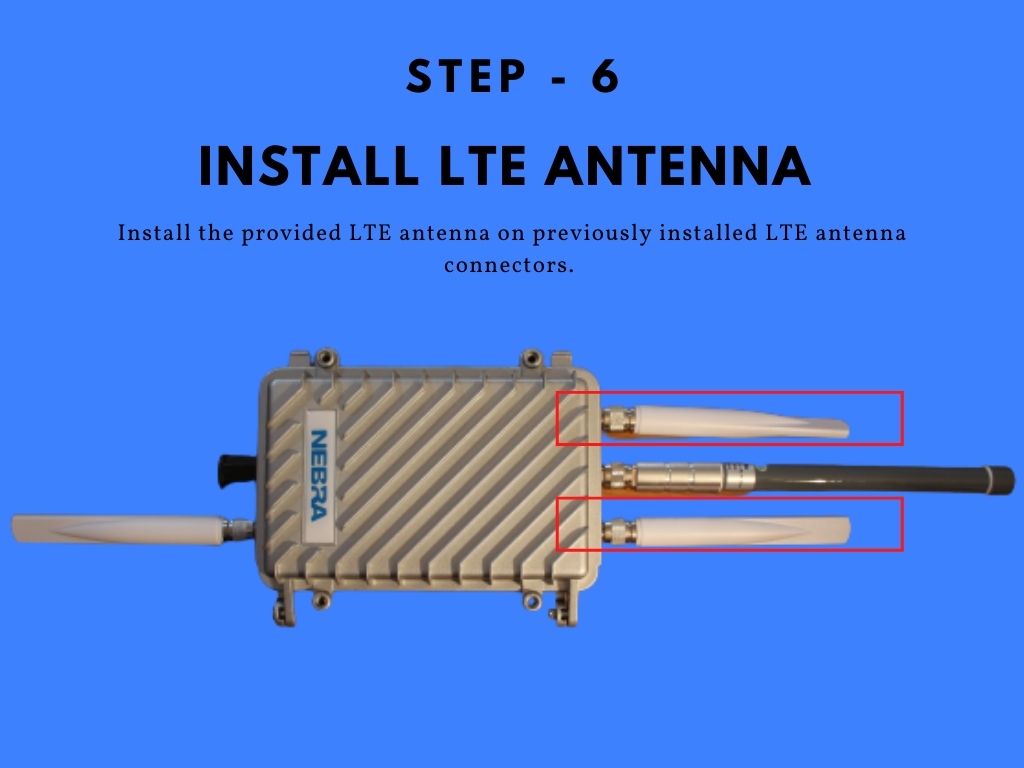 STEP - 6
INSTALL LTE ANTENNA
Install the provided LTE antenna on previously installed LTE antenna
connectors.
NEBRA